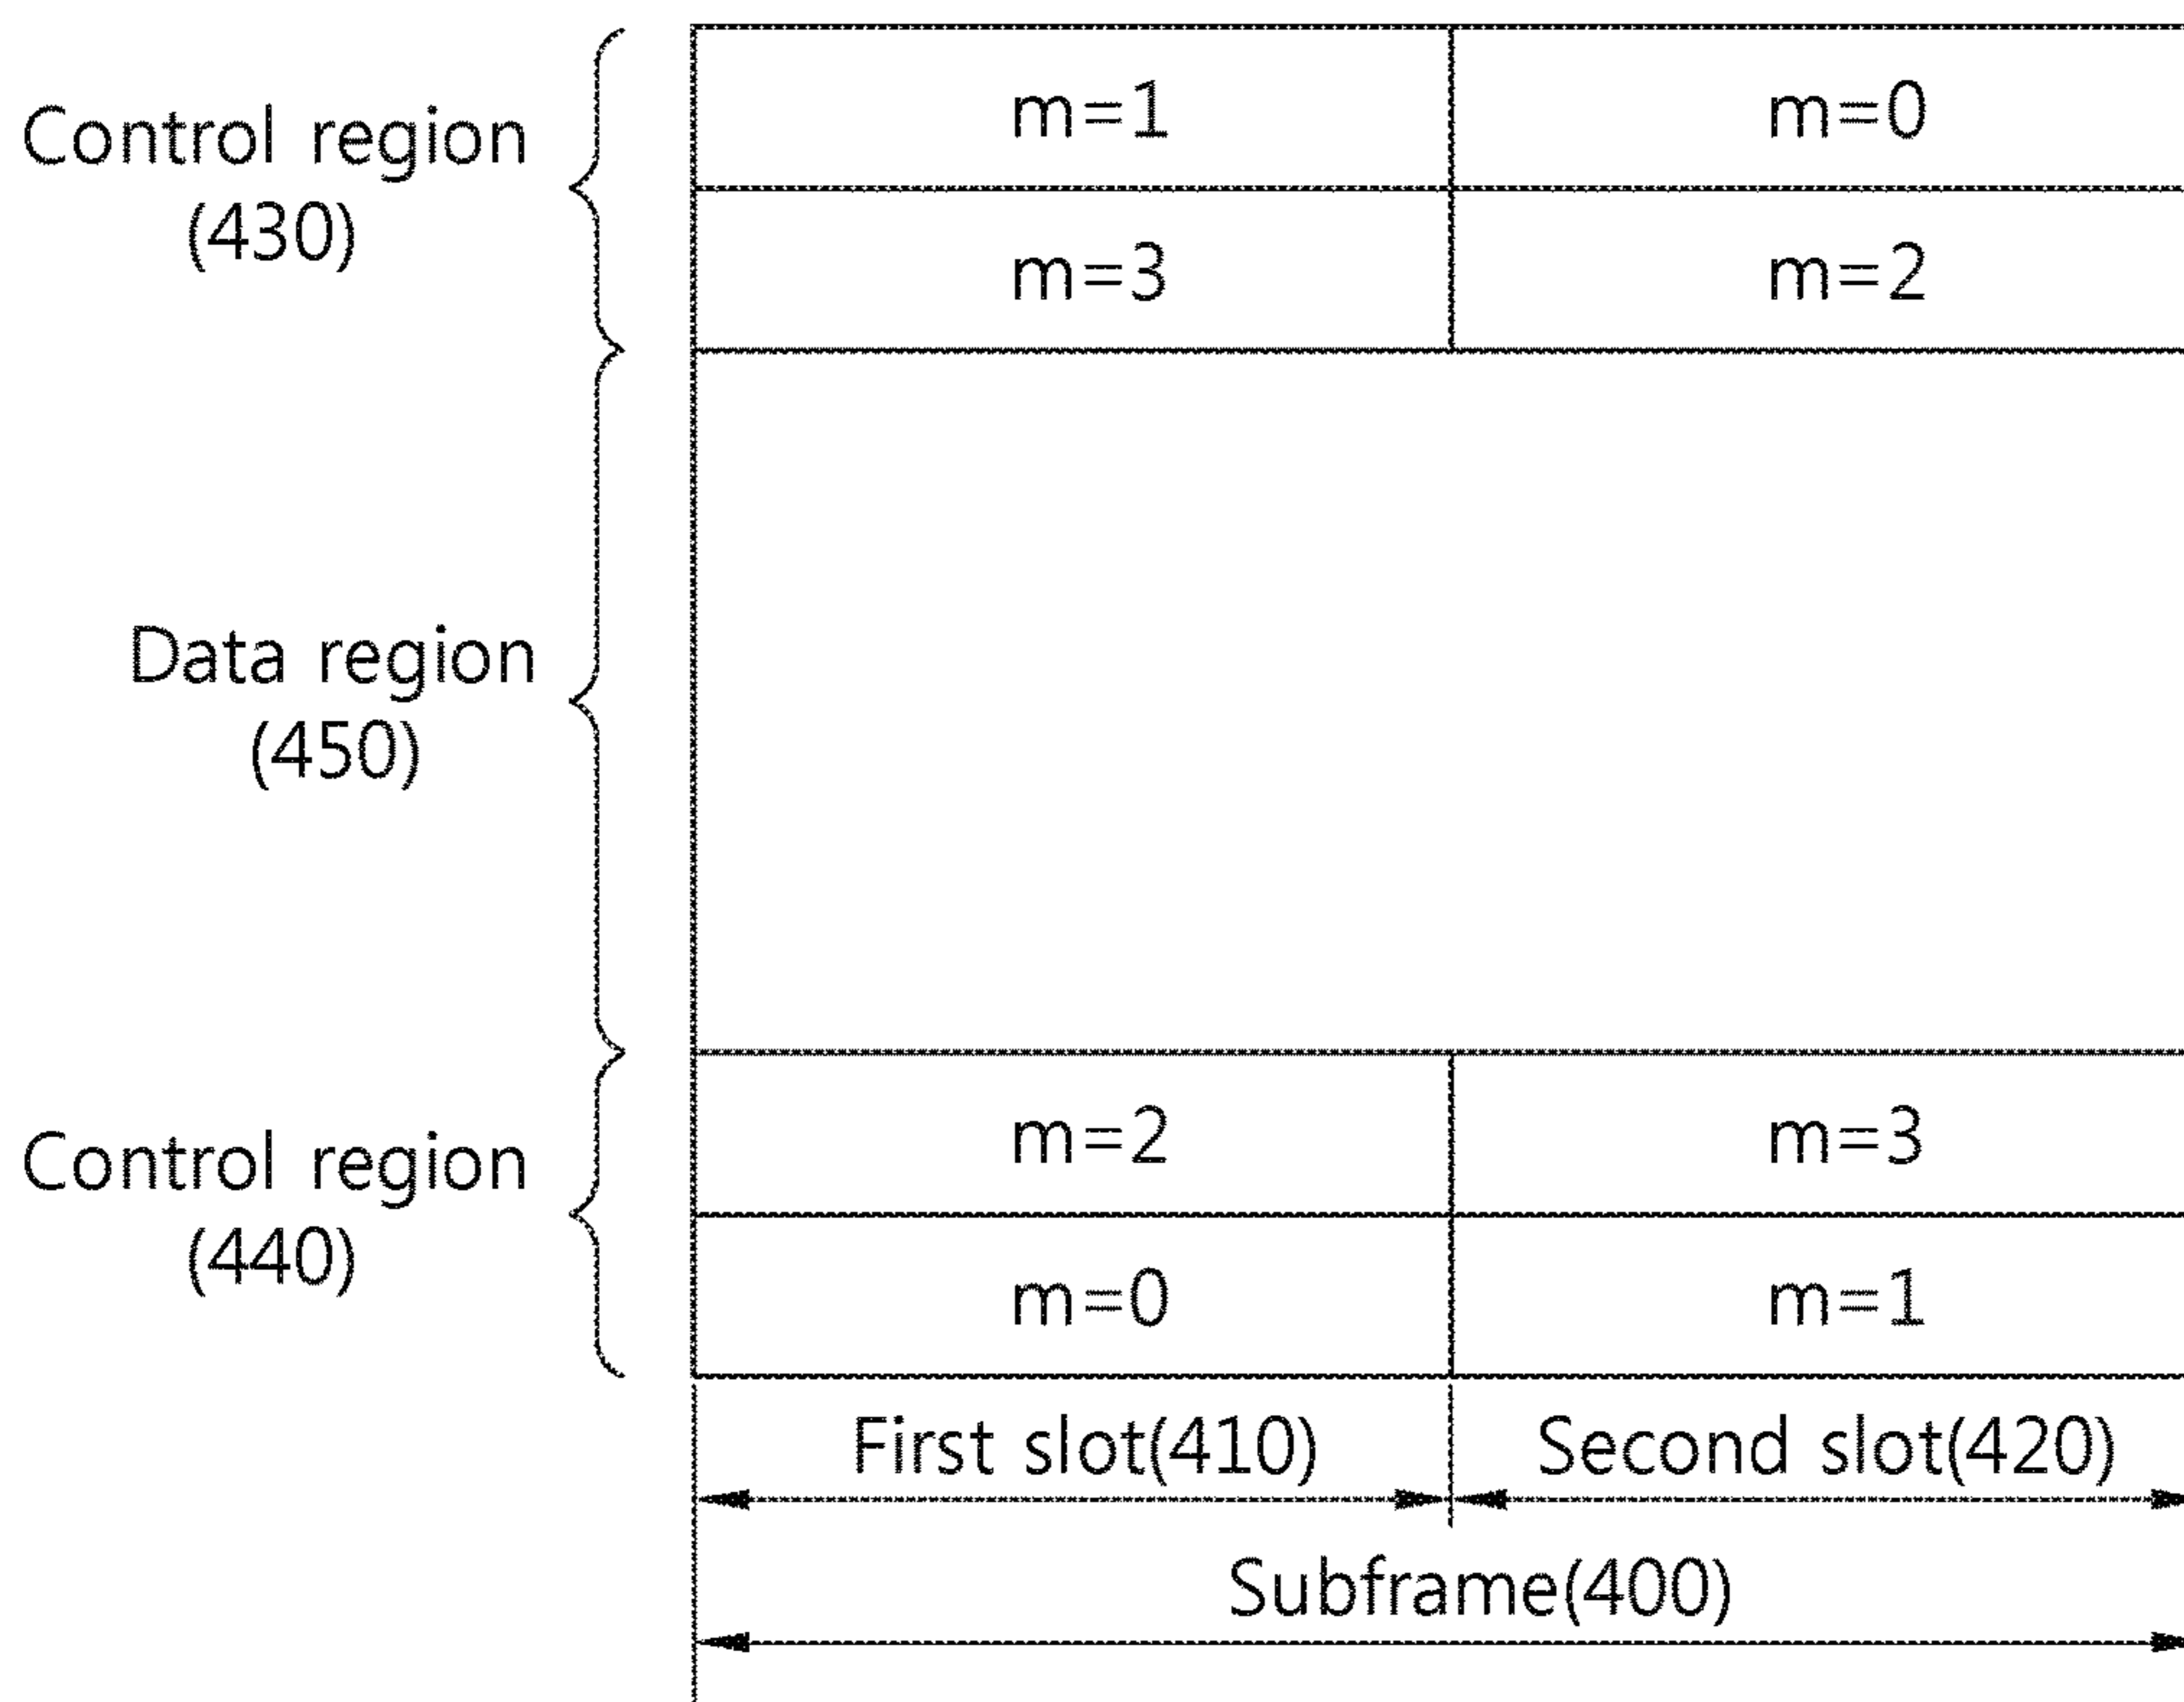 Control region
(430)
m=1
m=0
m=3
m=2
Data region
(450)
Control region
(440)
m=2
m=3
m=0
m=1
First slot(410)
Second slot(420)
Subframe(400)